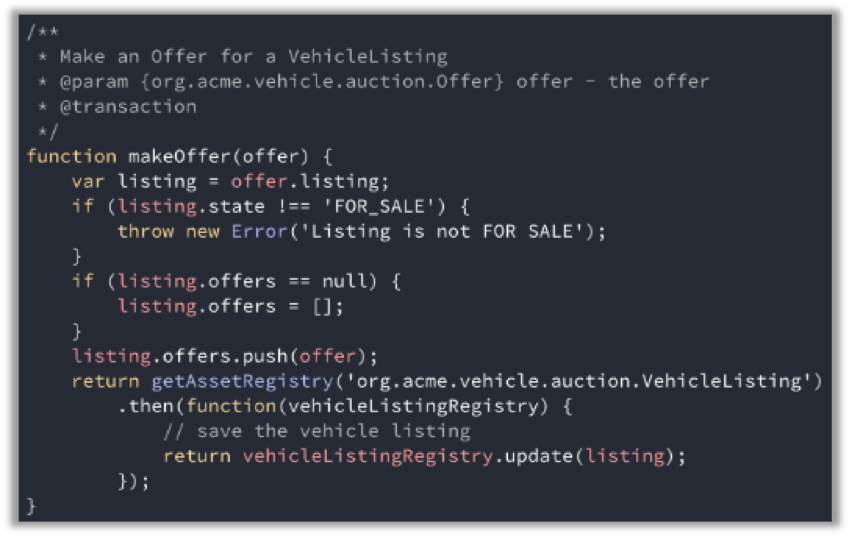 /**
 * Make an Offer for a VehicleListing
 * @param {org.acme.vehicle.auction.Offer} offer - the offer
 * @transaction
 */
function makeOffer(offer) {
    var listing = offer.listing;
    if (listing.state !== 'FOR_SALE') {
        throw new Error('Listing is not FOR SALE');
    }
    if (listing.offers == null) {
        listing.offers = [];
    }
    listing.offers.push(offer);
    return getAssetRegistry('org.acme.vehicle.auction.VehicleListing')
        .then(function(vehicleListingRegistry) {
            // save the vehicle listing
            return vehicleListingRegistry.update(listing);
        });
}